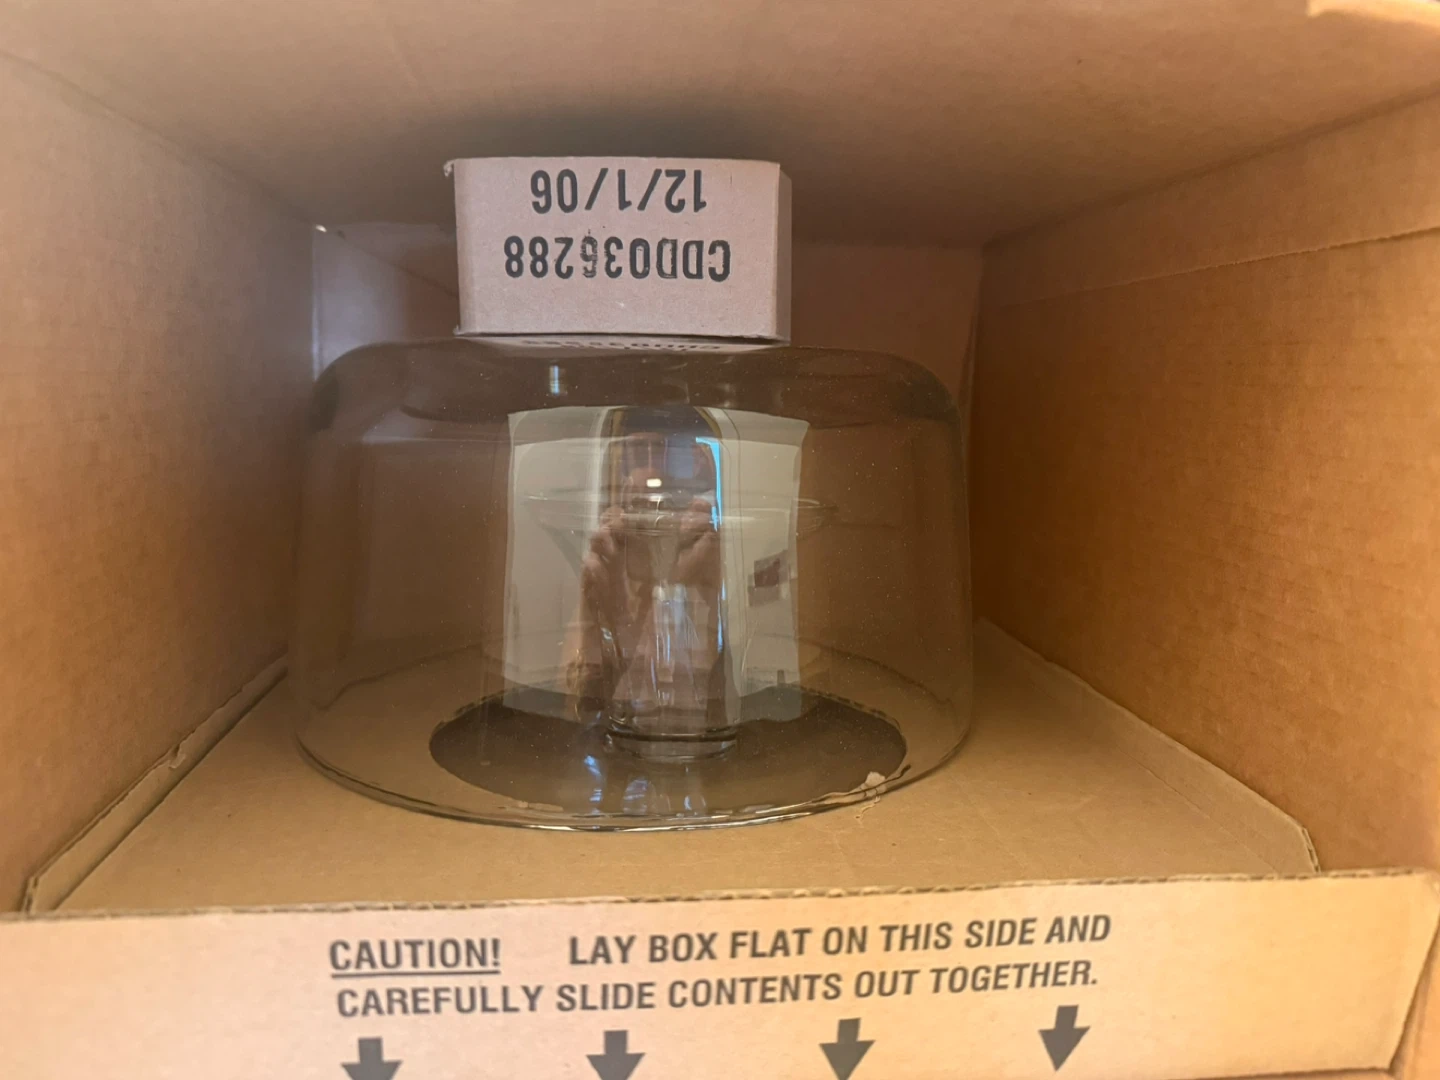 12/1/06
CDD036288
CAUTION! LAY BOX FLAT ON THIS SIDE AND
CAREFULLY SLIDE CONTENTS OUT TOGETHER.